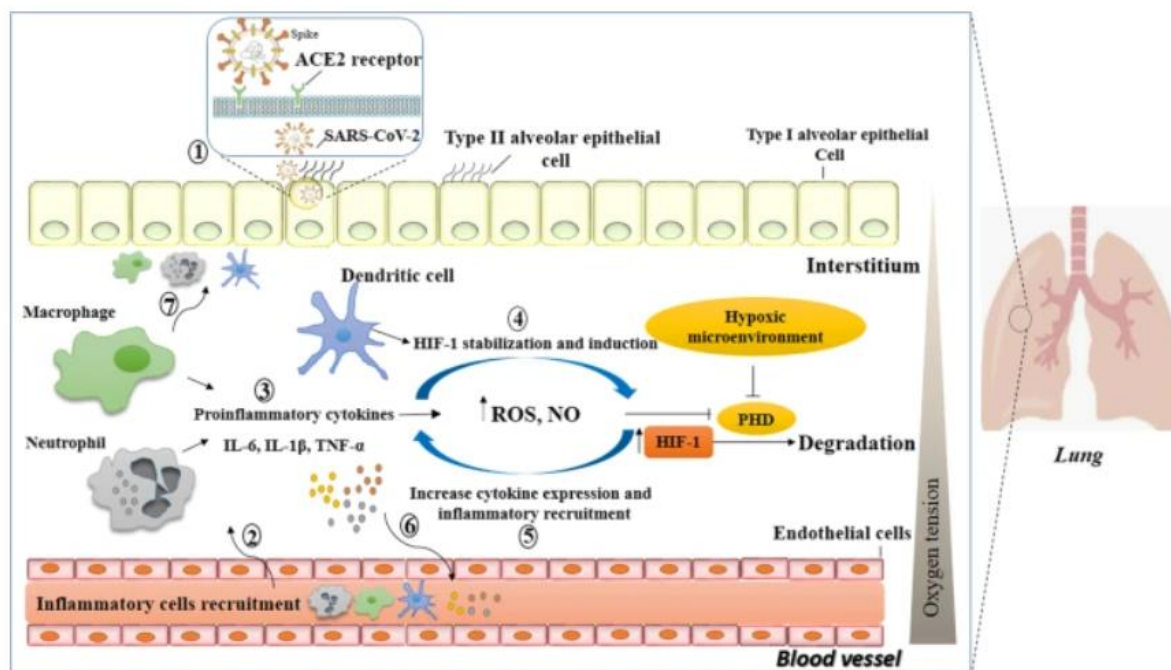 Spike
ACE2 receptor
SARS-CoV-2
①
Type II alveolar epithelial
cell
Type I alveolar epithelial
Cell
Interstitium
Dendritic cell
Macrophage
⑦
④
HIF-1 stabilization and induction
Hypoxic
microenvironment
③
Proinflammatory cytokines
IL-6, IL-1β, TNF-α
↑ROS, NO
PHD
↑HIF-1
Degradation
Neutrophil
Increase cytokine expression and
inflammatory recruitment
⑤
⑥
②
Endothelial cells
Inflammatory cells recruitment
Blood vessel
Oxygen tension
Lung